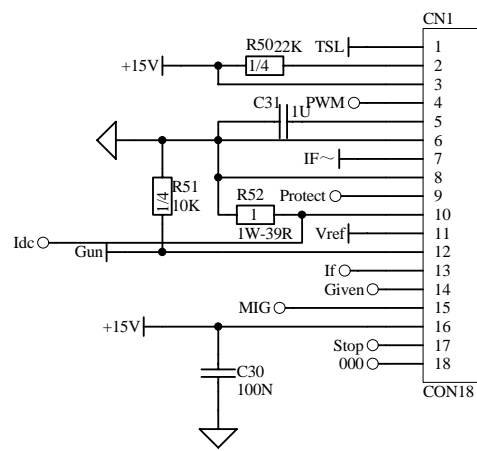 CN1
R50 22K
TSL
1
+15V
1/4
2
3
C31
1U
PWM
4
5
6
IF~
7
8
R51
10K
1/4
R52
1
1W-39R
Protect
9
10
Idc
Vref
11
Gun
12
If
13
Given
14
MIG
15
+15V
16
Stop
17
000
18
C30
100N
CON18